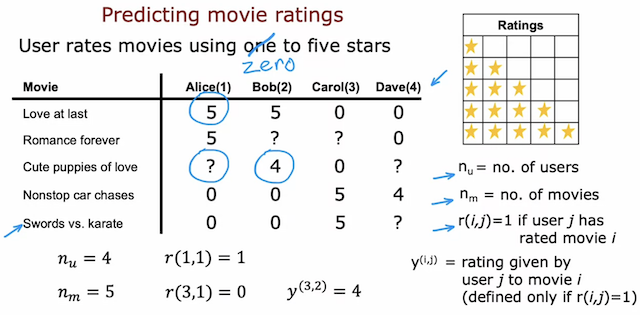 Predicting movie ratings
User rates movies using one to five stars
zero
Ratings
Movie Alice(1) Bob(2) Carol(3) Dave(4)
Love at last 5 5 0 0
Romance forever 5 ? ? 0
Cute puppies of love ? 4 0 ?
Nonstop car chases 0 0 5 4
Swords vs. karate 0 0 5 ?
nᵤ = no. of users
nₘ = no. of movies
r(i,j)=1 if user j has
rated movie i
y⁽ⁱ,ʲ⁾ = rating given by
user j to movie i
(defined only if r(i,j)=1)
nᵤ = 4 r(1,1) = 1
nₘ = 5 r(3,1) = 0 y⁽³,²⁾ = 4